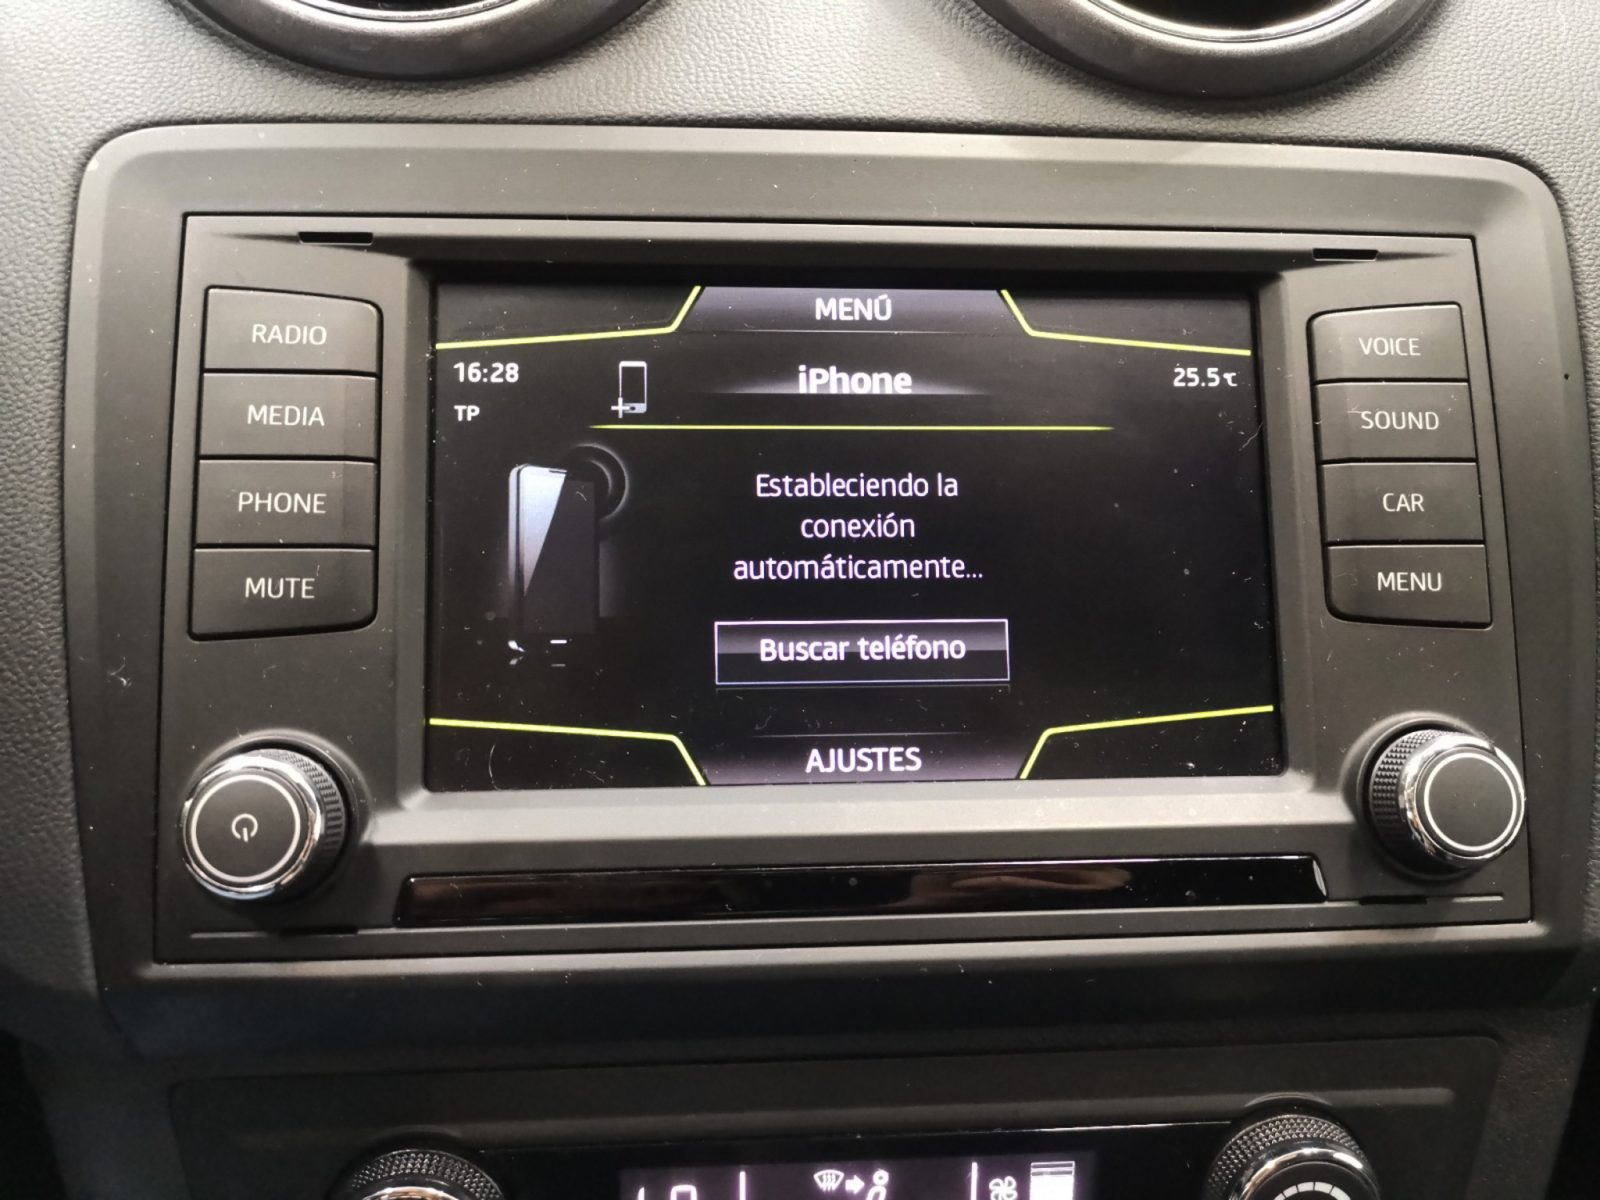 MENÚ
16:28
iPhone
25.5℃
TP
Estableciendo la
conexión
automáticamente...
Buscar teléfono
AJUSTES
RADIO
MEDIA
PHONE
MUTE
VOICE
SOUND
CAR
MENU